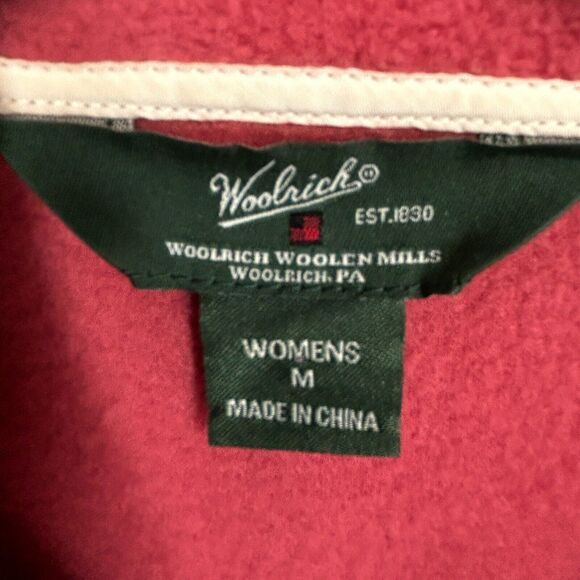 Woolrich®
EST.1830
WOOLRICH WOOLEN MILLS
WOOLRICH, PA
WOMENS
M
MADE IN CHINA